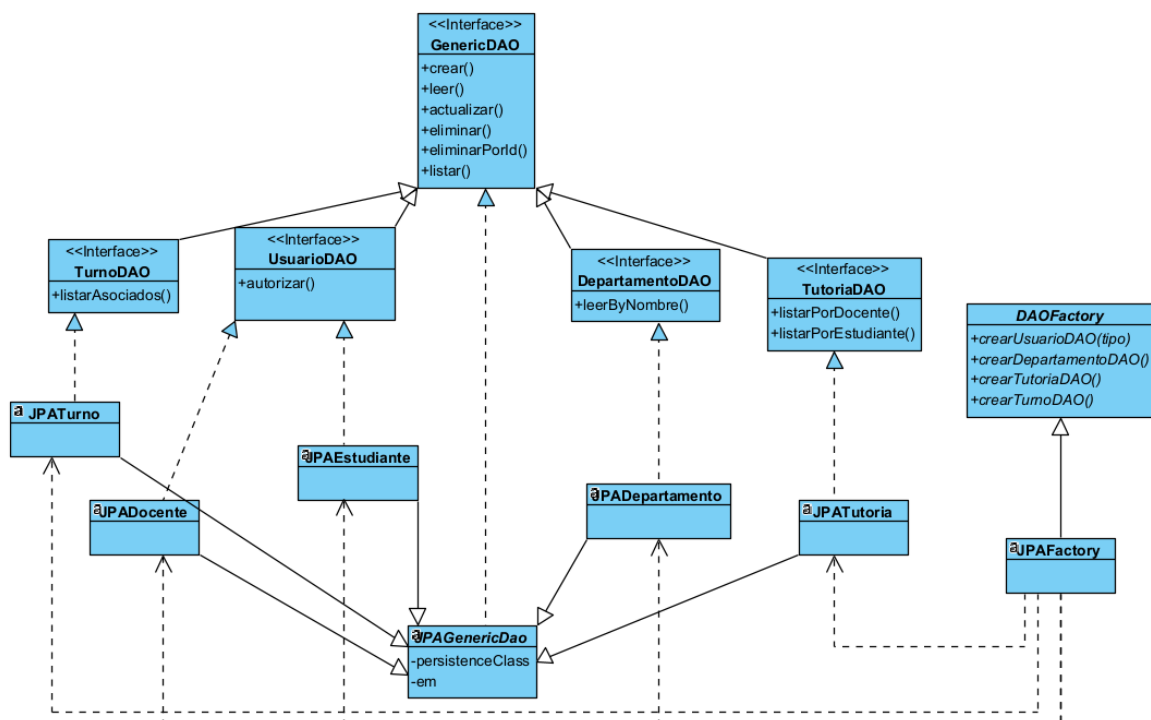 <<Interface>>
GenericDAO
+crear()
+leer()
+actualizar()
+eliminar()
+eliminarPorId()
+listar()
<<Interface>>
TurnoDAO
+listarAsociados()
<<Interface>>
UsuarioDAO
+autorizar()
<<Interface>>
DepartamentoDAO
+leerByNombre()
<<Interface>>
TutoriaDAO
+listarPorDocente()
+listarPorEstudiante()
DAOFactory
+crearUsuarioDAO(tipo)
+crearDepartamentoDAO()
+crearTutoriaDAO()
+crearTurnoDAO()
a JPATurno
a JPAEstudiante
a JPADocente
a JPADepartamento
a JPATutoria
a JPAFactory
a JPAGenericDao
-persistenceClass
-em